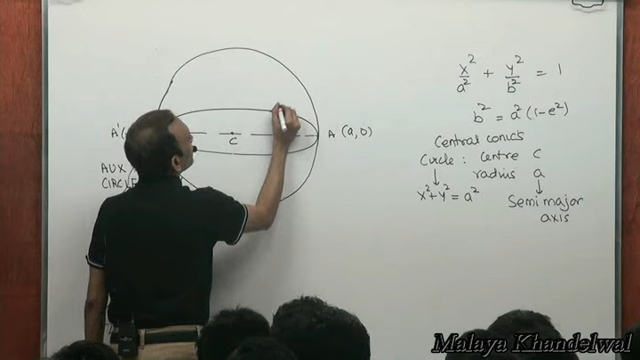 x²/a² + y²/b² = 1
b² = a²(1-e²)
Central conics
Circle: centre C
radius a
x²+y² = a²
Semi major
axis
A'(
C
A (a,0)
AUX
CIRCLE
Malaya Khandelwal